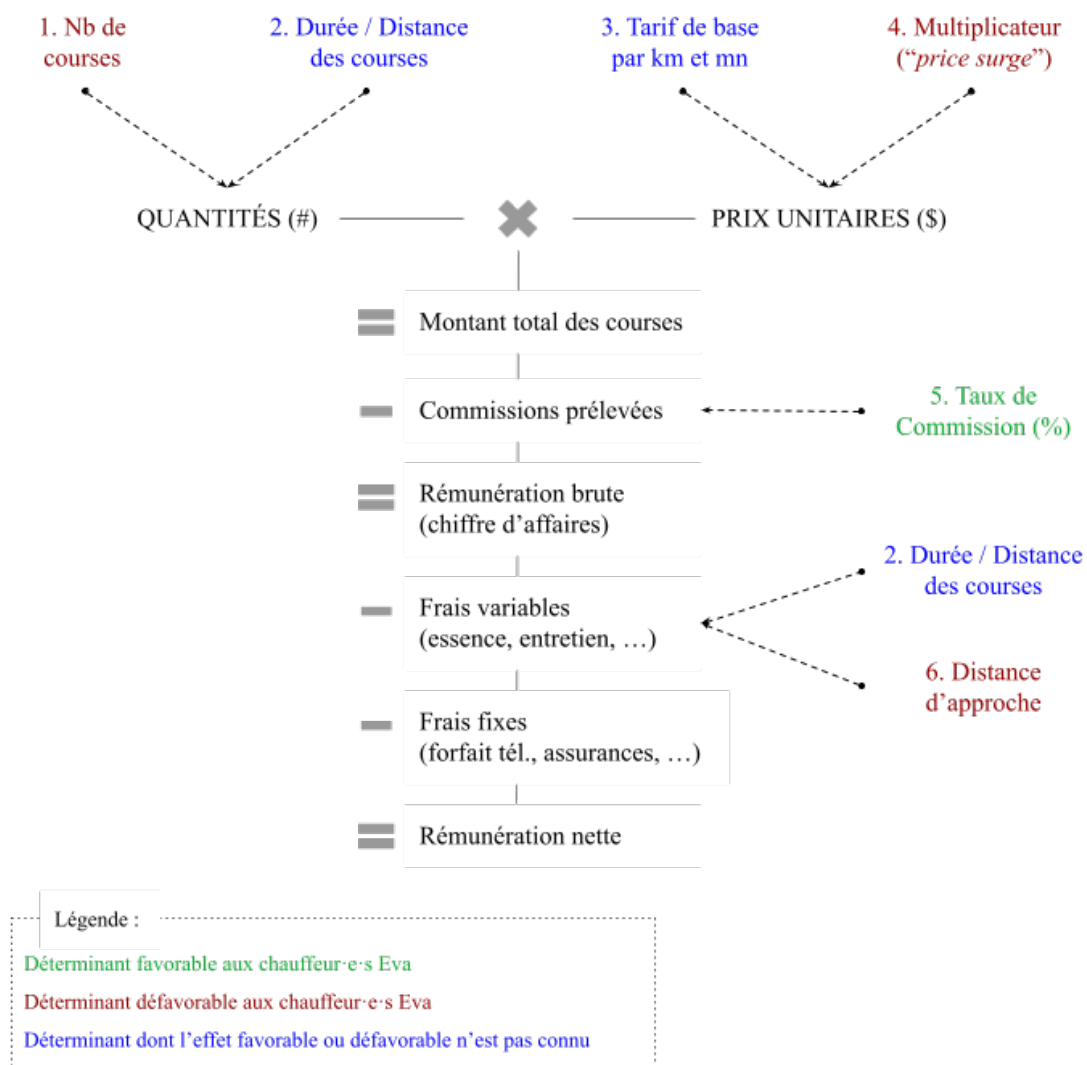 1. Nb de
courses
2. Durée / Distance
des courses
3. Tarif de base
par km et mn
4. Multiplicateur
(“price surge”)
QUANTITÉS (#)
PRIX UNITAIRES ($)
Montant total des courses
Commissions prélevées
5. Taux de
Commission (%)
Rémunération brute
(chiffre d’affaires)
Frais variables
(essence, entretien, …)
2. Durée / Distance
des courses
6. Distance
d’approche
Frais fixes
(forfait tél., assurances, …)
Rémunération nette
Légende :
Déterminant favorable aux chauffeur·e·s Eva
Déterminant défavorable aux chauffeur·e·s Eva
Déterminant dont l’effet favorable ou défavorable n’est pas connu